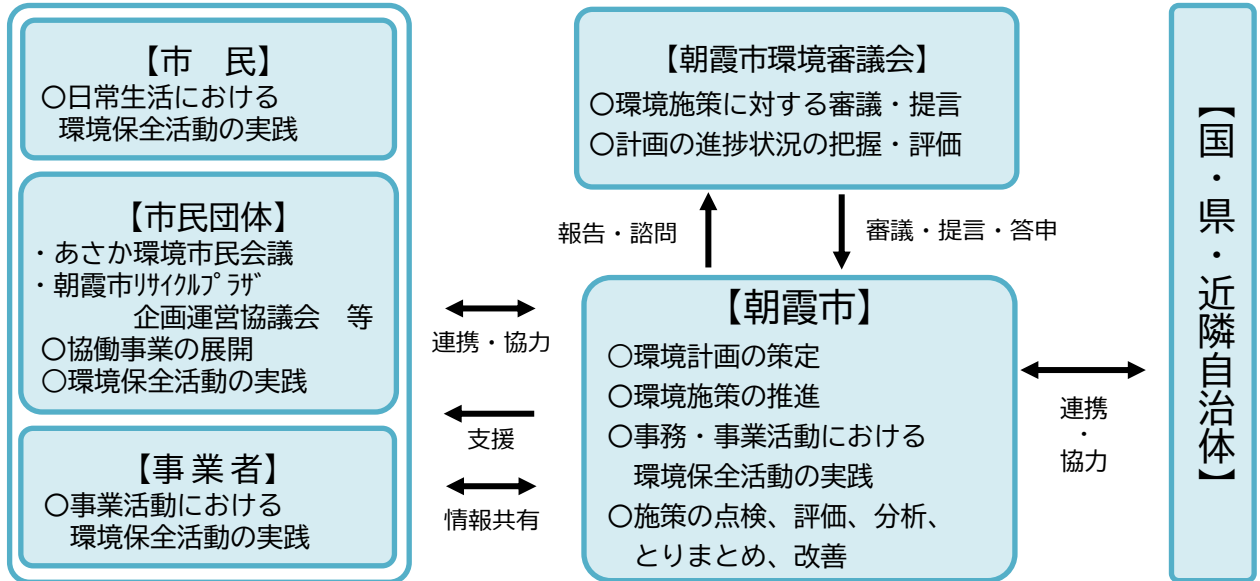 【市　民】
〇日常生活における
環境保全活動の実践
【市民団体】
・あさか環境市民会議
・朝霞市ﾘｻｲｸﾙﾌﾟﾗｻﾞ
企画運営協議会　等
〇協働事業の展開
〇環境保全活動の実践
【事業者】
〇事業活動における
環境保全活動の実践
連携・協力
支援
情報共有
【朝霞市環境審議会】
〇環境施策に対する審議・提言
〇計画の進捗状況の把握・評価
報告・諮問
審議・提言・答申
【朝霞市】
〇環境計画の策定
〇環境施策の推進
〇事務・事業活動における
環境保全活動の実践
〇施策の点検、評価、分析、
とりまとめ、改善
連携
・
協力
【国・県・近隣自治体】